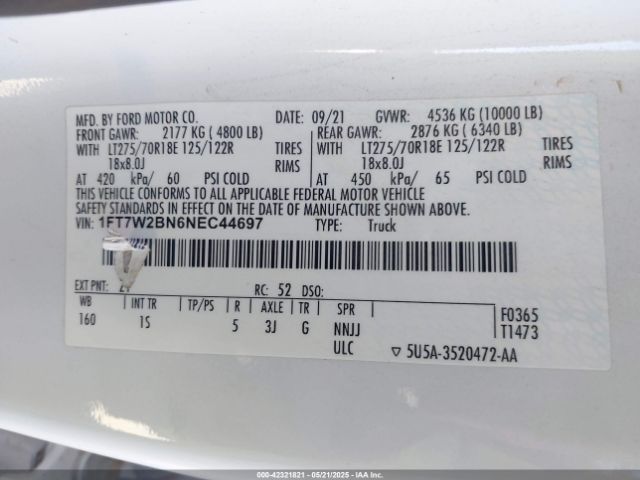 MFD. BY FORD MOTOR CO. DATE: 09/21 GVWR: 4536 KG (10000 LB)
FRONT GAWR: 2177 KG (4800 LB) REAR GAWR: 2876 KG (6340 LB)
WITH LT275/70R18E 125/122R TIRES WITH LT275/70R18E 125/122R TIRES
18x8.0J RIMS 18x8.0J RIMS
AT 420 kPa/ 60 PSI COLD AT 450 kPa/ 65 PSI COLD
THIS VEHICLE CONFORMS TO ALL APPLICABLE FEDERAL MOTOR VEHICLE
SAFETY STANDARDS IN EFFECT ON THE DATE OF MANUFACTURE SHOWN ABOVE.
VIN: 1FT7W2BN6NEC44697 TYPE: Truck
EXT PNT: RC: 52 DSO:
WB INT TR TP/PS R AXLE TR SPR F0365
160 1S 5 3J G NNJJ T1473
ULC ▽ 5U5A-3520472-AA
000-42321821 - 05/21/2025 - IAAI.COM